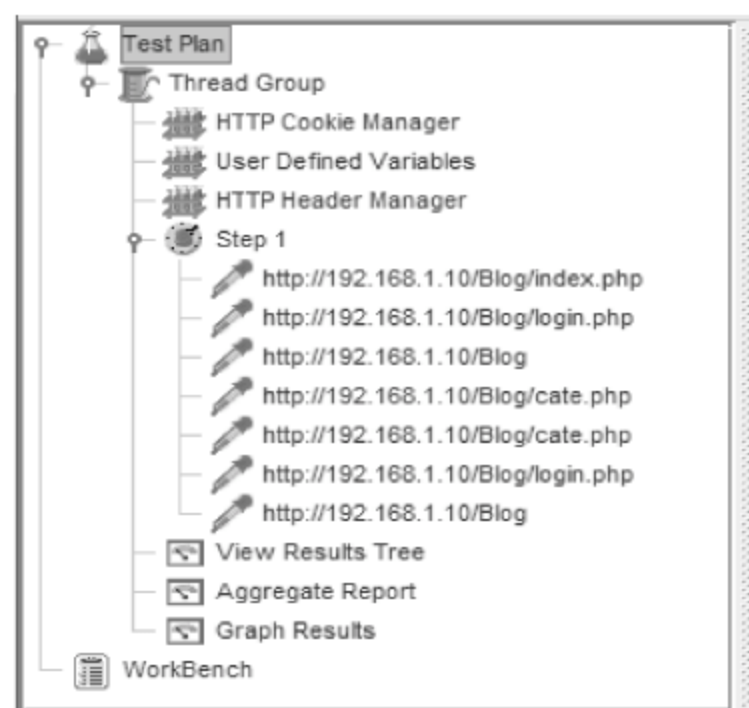 Test Plan
Thread Group
HTTP Cookie Manager
User Defined Variables
HTTP Header Manager
Step 1
http://192.168.1.10/Blog/index.php
http://192.168.1.10/Blog/login.php
http://192.168.1.10/Blog
http://192.168.1.10/Blog/cate.php
http://192.168.1.10/Blog/cate.php
http://192.168.1.10/Blog/login.php
http://192.168.1.10/Blog
View Results Tree
Aggregate Report
Graph Results
WorkBench